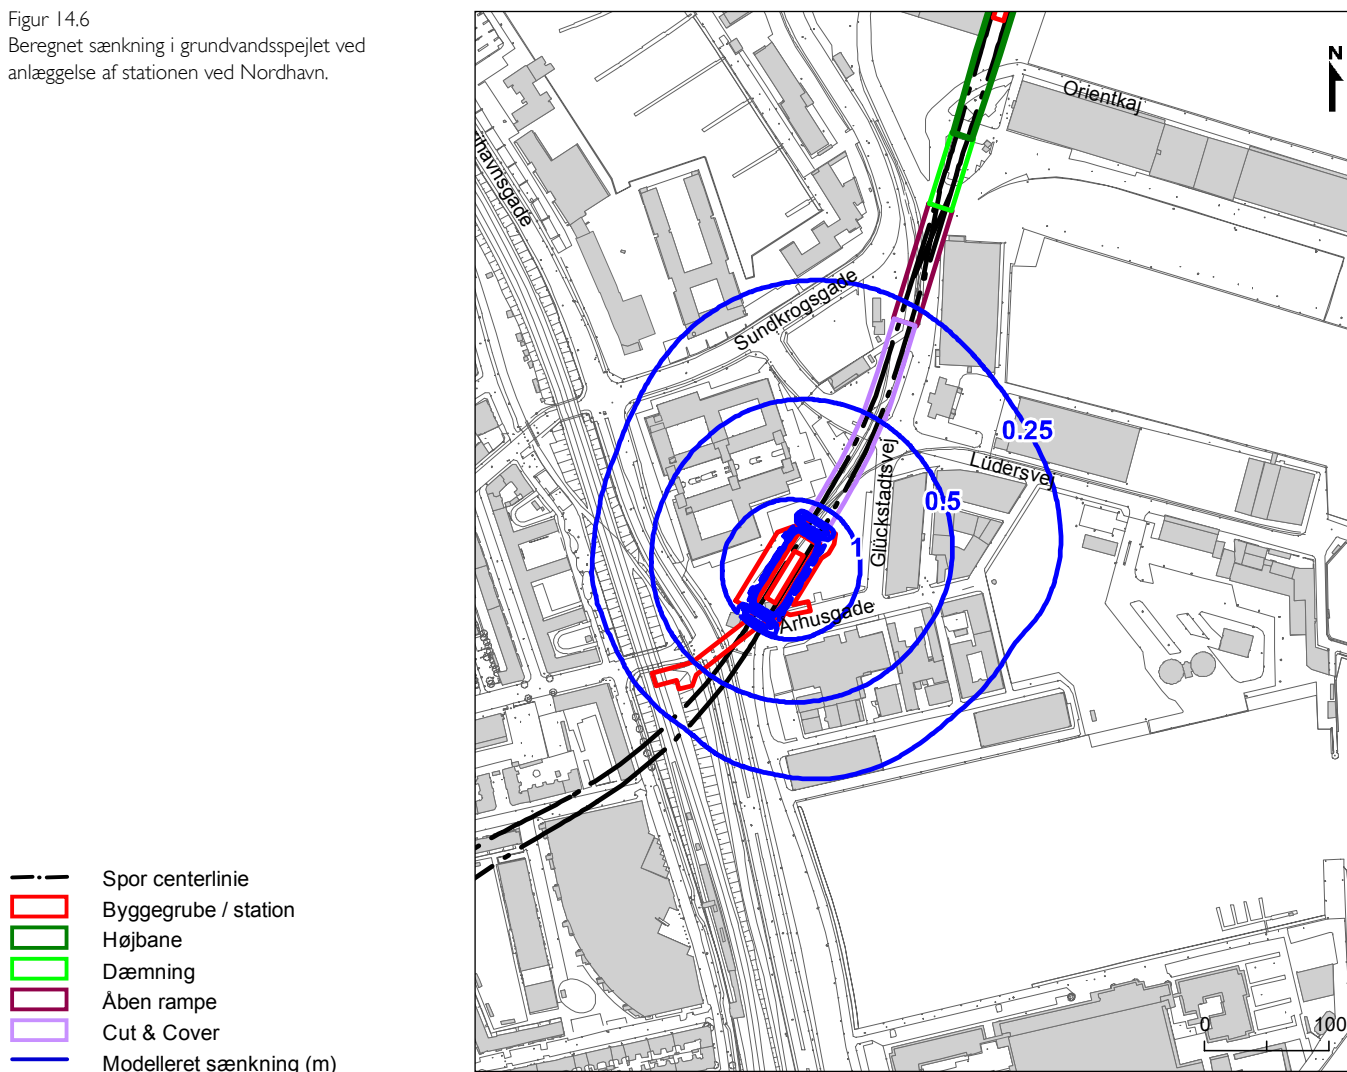 Figur 14.6
Beregnet sænkning i grundvandsspejlet ved
anlæggelse af stationen ved Nordhavn.
N
Orientkaj
Sundkrogsgade
0.25
Lüdersvej
0.5
Glückstadtsvej
1
Århusgade
Spor centerlinie
Byggegrube / station
Højbane
Dæmning
Åben rampe
Cut & Cover
Modelleret sænkning (m)
0 100